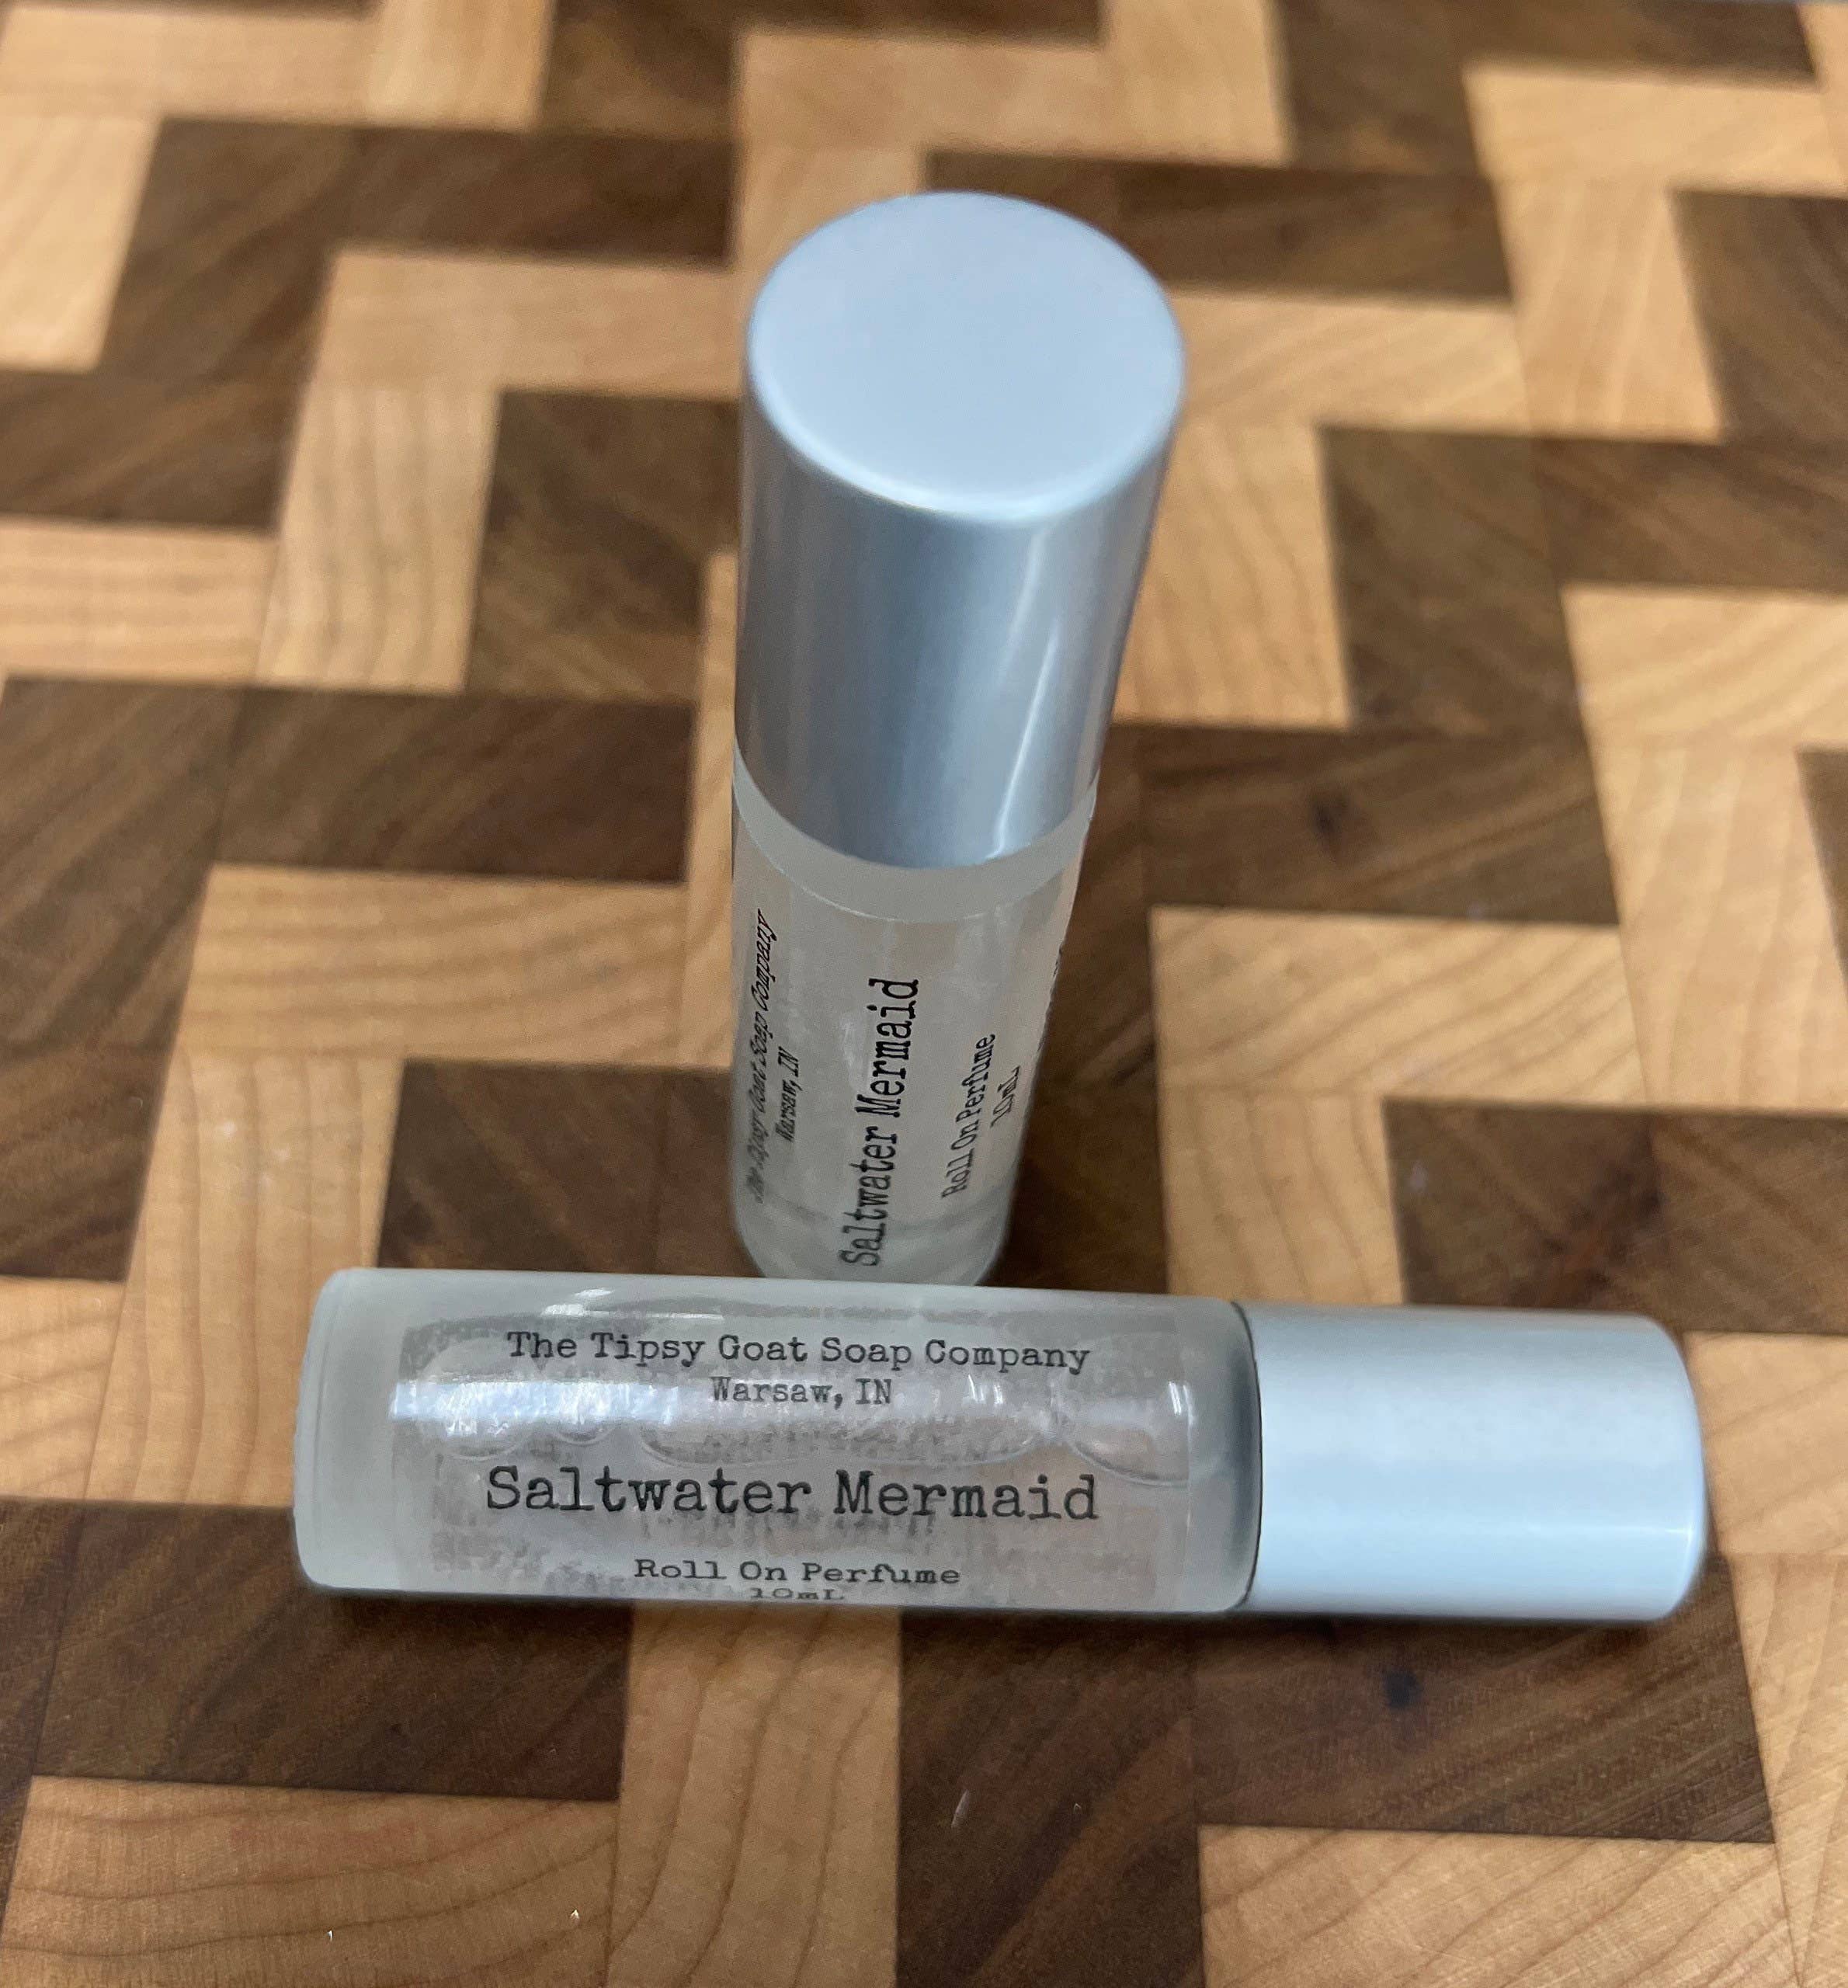 The Tipsy Goat Soap Company
Warsaw, IN
Saltwater Mermaid
Roll On Perfume
10mL
The Tipsy Goat Soap Company
Warsaw, IN
Saltwater Mermaid
Roll On Perfume
10mL